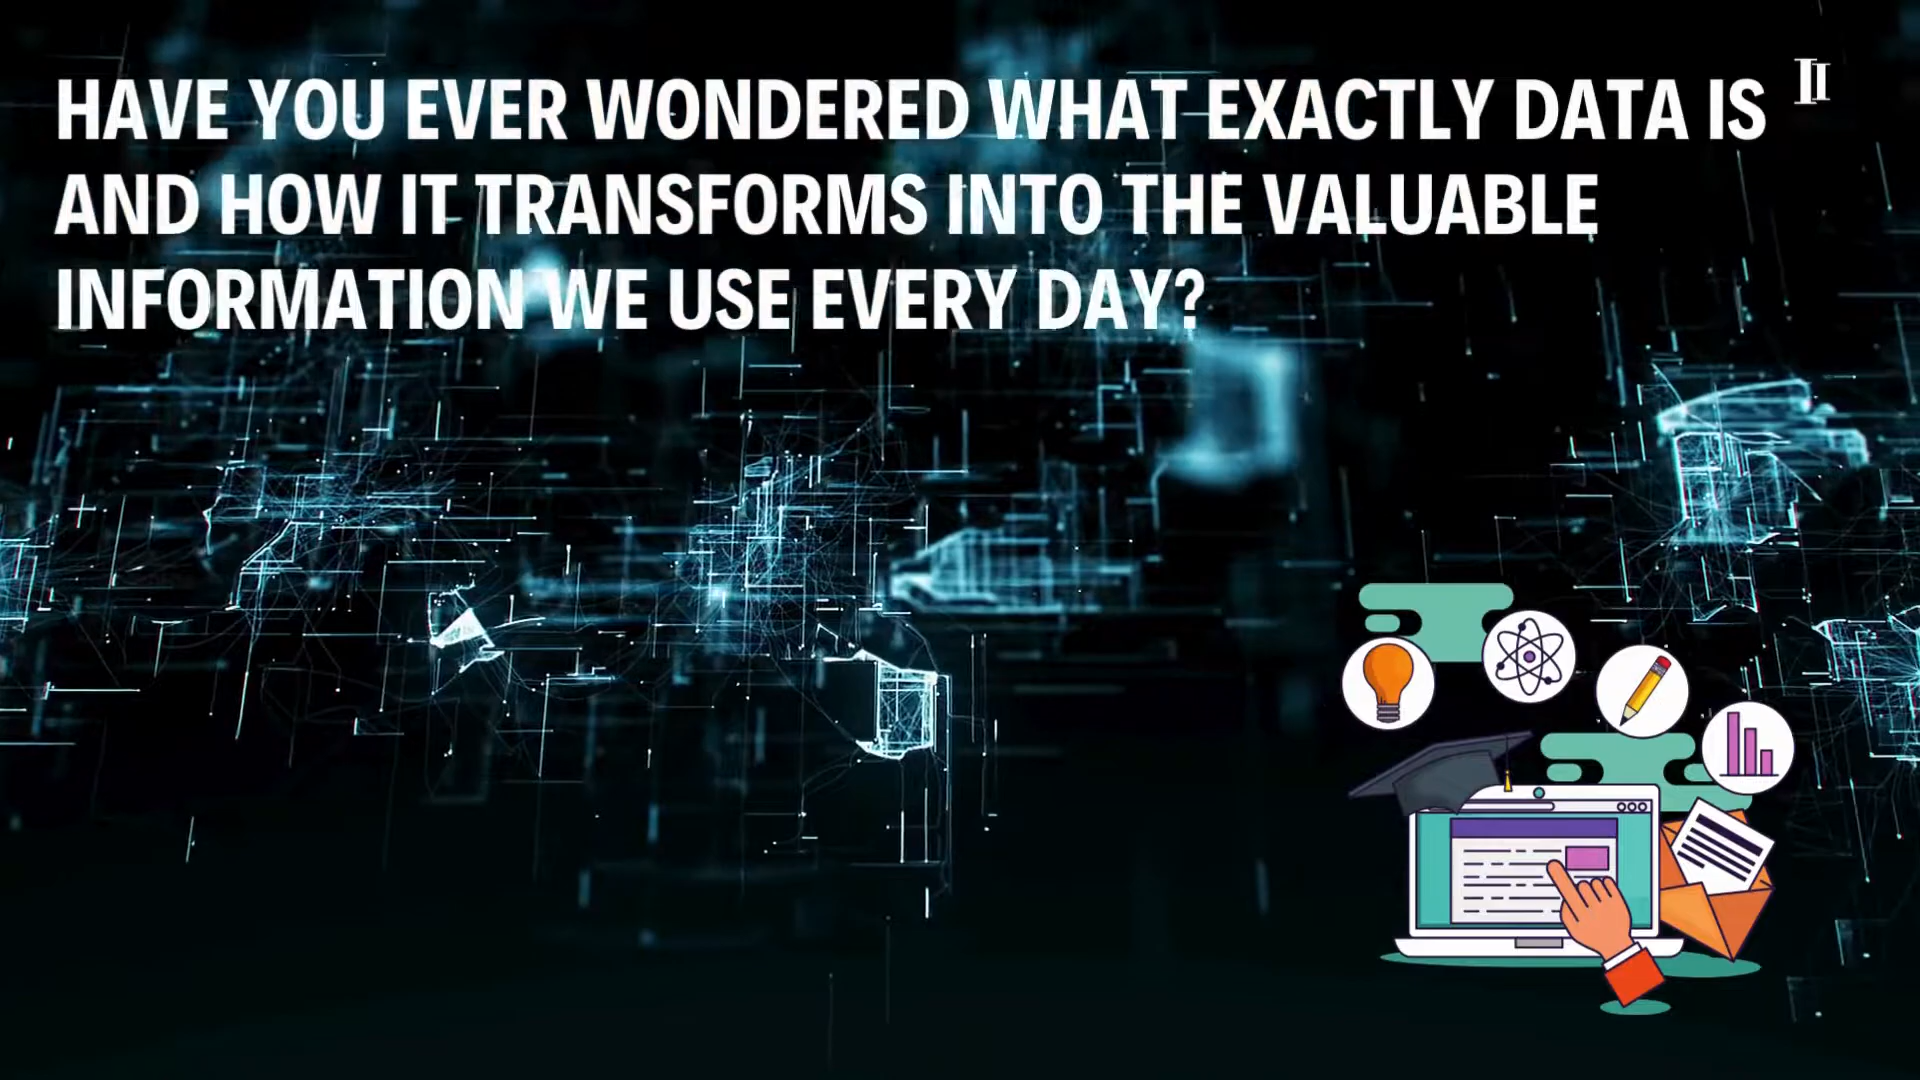 HAVE YOU EVER WONDERED WHAT EXACTLY DATA IS
AND HOW IT TRANSFORMS INTO THE VALUABLE
INFORMATION WE USE EVERY DAY?